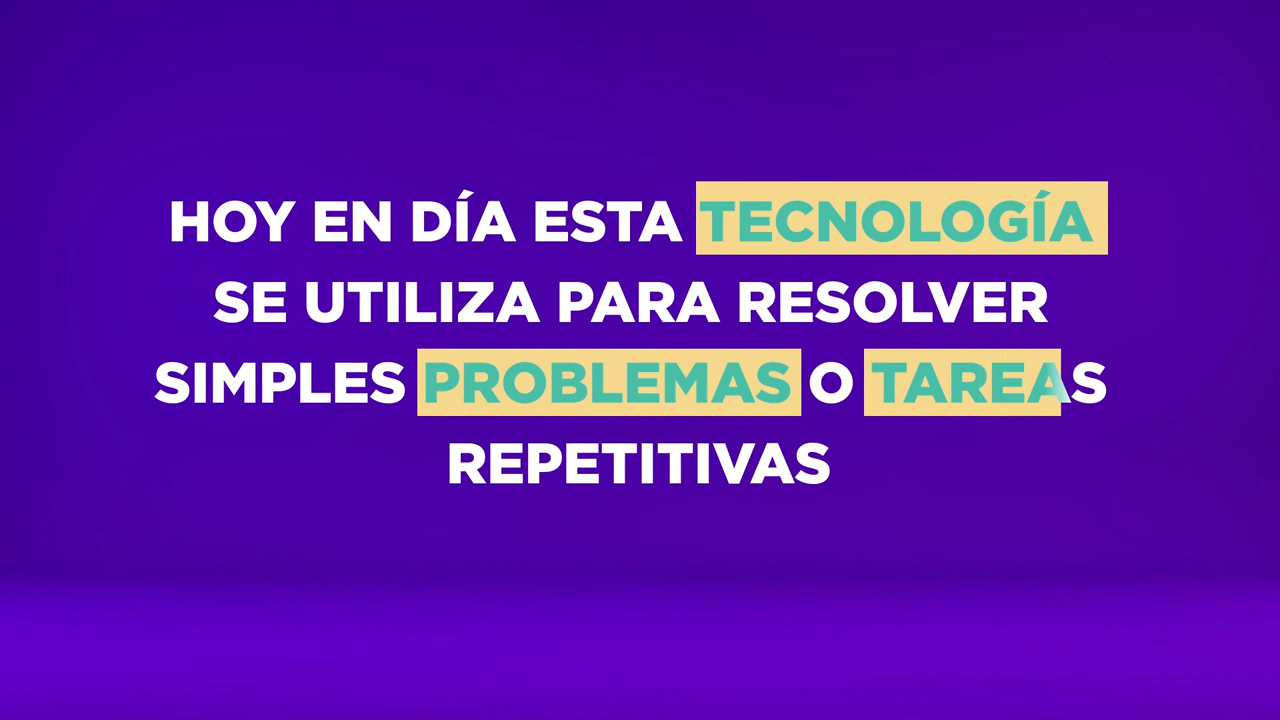 HOY EN DÍA ESTA TECNOLOGÍA
SE UTILIZA PARA RESOLVER
SIMPLES PROBLEMAS O TAREAS
REPETITIVAS